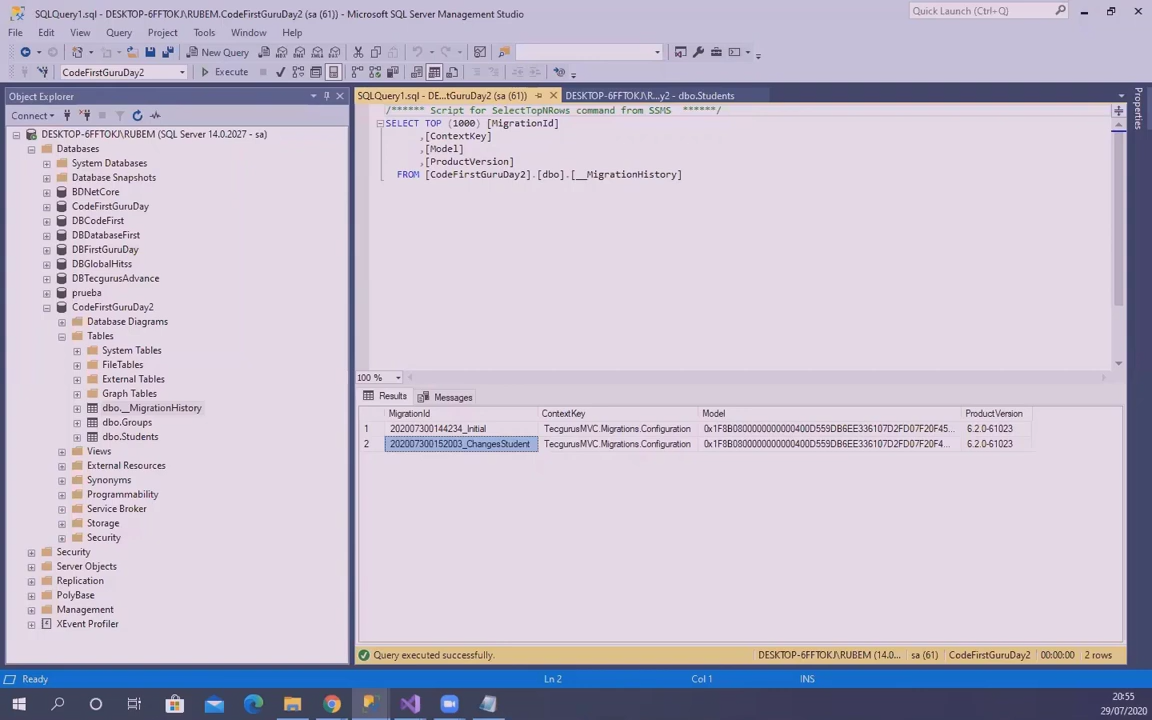 SQLQuery1.sql - DESKTOP-6FFTOKJ\RUBEM.CodeFirstGuruDay2 (sa (61)) - Microsoft SQL Server Management Studio
Quick Launch (Ctrl+Q)
File Edit View Query Project Tools Window Help
New Query
CodeFirstGuruDay2 Execute
Object Explorer
Connect
DESKTOP-6FFTOKJ\RUBEM (SQL Server 14.0.2027 - sa)
Databases
System Databases
Database Snapshots
BDNetCore
CodeFirstGuruDay
DBCodeFirst
DBDatabaseFirst
DBFirstGuruDay
DBGlobalHitss
DBTecgurusAdvance
prueba
CodeFirstGuruDay2
Database Diagrams
Tables
System Tables
FileTables
External Tables
Graph Tables
dbo.__MigrationHistory
dbo.Groups
dbo.Students
Views
External Resources
Synonyms
Programmability
Service Broker
Storage
Security
Security
Server Objects
Replication
PolyBase
Management
XEvent Profiler
SQLQuery1.sql - DE...tGuruDay2 (sa (61)) DESKTOP-6FFTOKJ\R...y2 - dbo.Students
Properties
/****** Script for SelectTopNRows command from SSMS ******/
SELECT TOP (1000) [MigrationId]
,[ContextKey]
,[Model]
,[ProductVersion]
FROM [CodeFirstGuruDay2].[dbo].[__MigrationHistory]
100 %
Results Messages
MigrationId ContextKey Model ProductVersion
1 202007300144234_Initial TecgurusMVC.Migrations.Configuration 0x1F8B0800000000000400D559DB6EE336107D2FD07F20F45... 6.2.0-61023
2 202007300152003_ChangesStudent TecgurusMVC.Migrations.Configuration 0x1F8B0800000000000400D559DB6EE336107D2FD07F20F4... 6.2.0-61023
Query executed successfully. DESKTOP-6FFTOKJ\RUBEM (14.0... sa (61) CodeFirstGuruDay2 00:00:00 2 rows
Ready Ln 2 Col 1 INS
20:55
29/07/2020